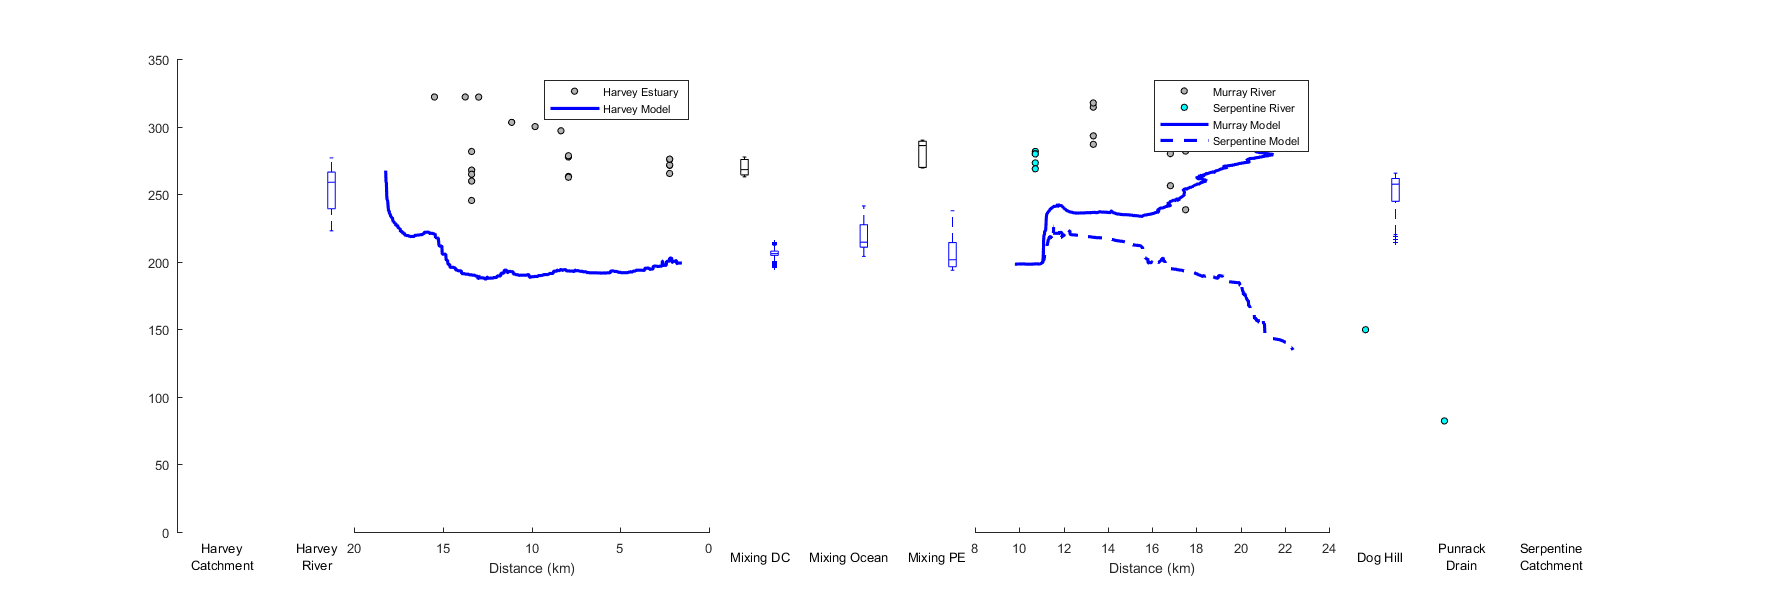 350
300
250
200
150
100
50
0
Harvey Estuary
Harvey Model
Murray River
Serpentine River
Murray Model
Serpentine Model
20 15 10 5 0
8 10 12 14 16 18 20 22 24
Harvey
Catchment
Harvey
River
Distance (km)
Mixing DC
Mixing Ocean
Mixing PE
Distance (km)
Dog Hill
Punrack
Drain
Serpentine
Catchment